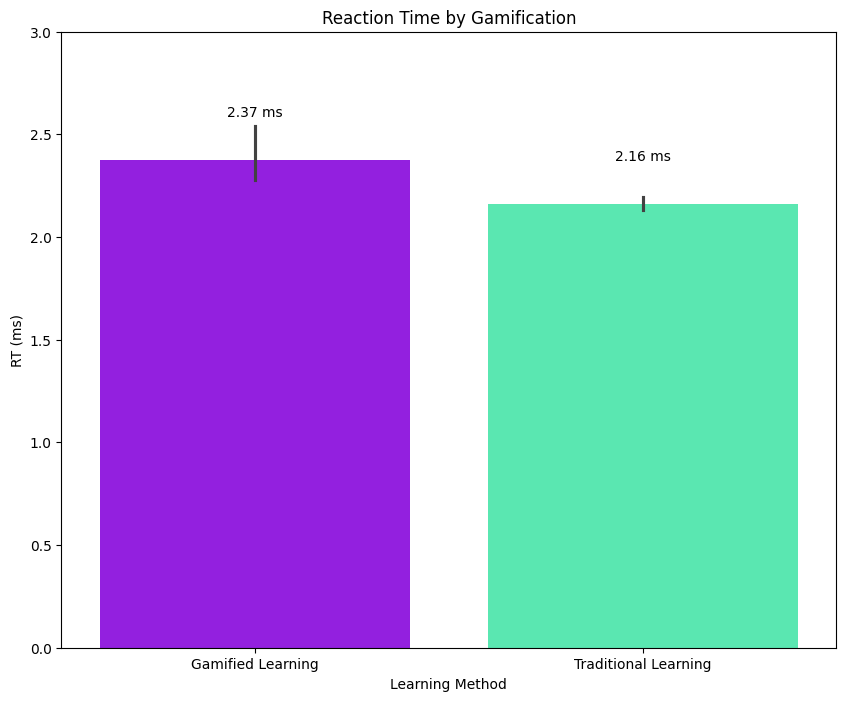 Reaction Time by Gamification
3.0
2.5
2.0
1.5
1.0
0.5
0.0
RT (ms)
2.37 ms
2.16 ms
Gamified Learning
Traditional Learning
Learning Method